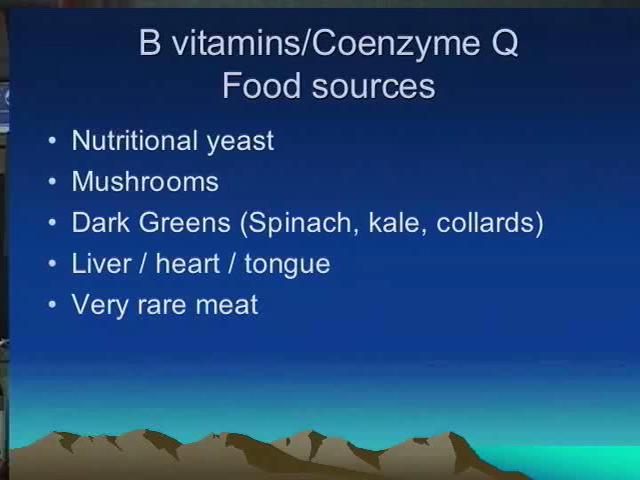 B vitamins/Coenzyme Q
Food sources
• Nutritional yeast
• Mushrooms
• Dark Greens (Spinach, kale, collards)
• Liver / heart / tongue
• Very rare meat